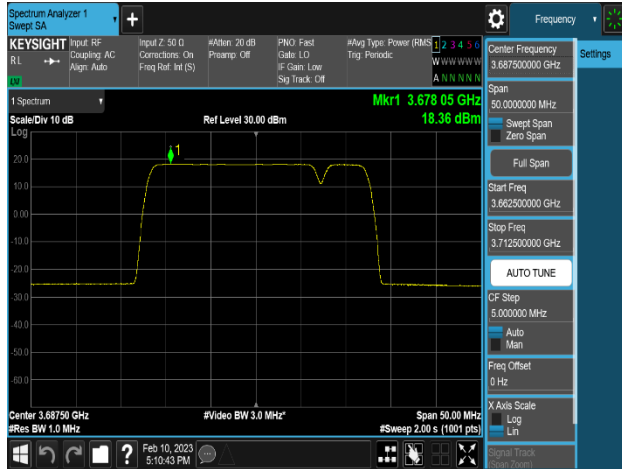 Spectrum Analyzer 1
Swept SA
+
Frequency
KEYSIGHT
RL
Input: RF
Coupling: AC
Align: Auto
Input Z: 50 Ω
Corrections: On
Freq Ref: Int (S)
#Atten: 20 dB
Preamp: Off
PNO: Fast
Gate: LO
IF Gain: Low
Sig Track: Off
#Avg Type: Power (RMS
Trig: Periodic
1 2 3 4 5 6
W W W W W W
A N N N N N
1 Spectrum
Scale/Div 10 dB
Log
Ref Level 30.00 dBm
Mkr1 3.678 05 GHz
18.36 dBm
1
20.0
10.0
0.00
-10.0
-20.0
-30.0
-40.0
-50.0
-60.0
Center 3.68750 GHz
#Res BW 1.0 MHz
#Video BW 3.0 MHz*
Span 50.00 MHz
#Sweep 2.00 s (1001 pts)
Feb 10, 2023
5:10:43 PM
?
Center Frequency
3.687500000 GHz
Settings
Span
50.0000000 MHz
Swept Span
Zero Span
Full Span
Start Freq
3.662500000 GHz
Stop Freq
3.712500000 GHz
AUTO TUNE
CF Step
5.000000 MHz
Auto
Man
Freq Offset
0 Hz
X Axis Scale
Log
Lin
Signal Track
(Span Zoom)